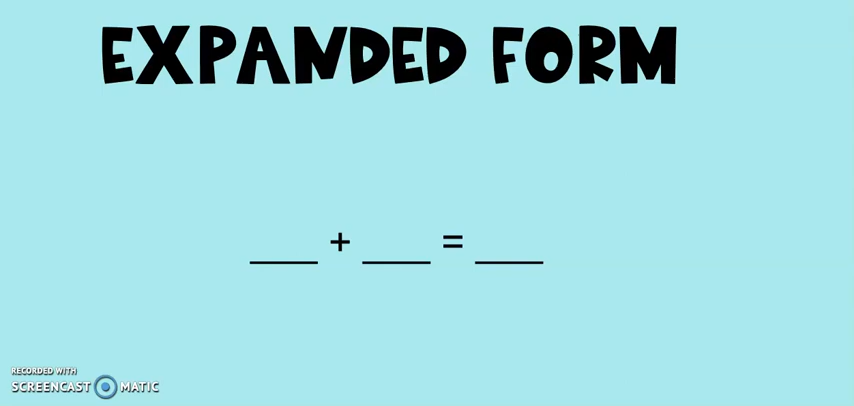 EXPANDED FORM
____ + ____ = ____
RECORDED WITH
SCREENCAST MATIC